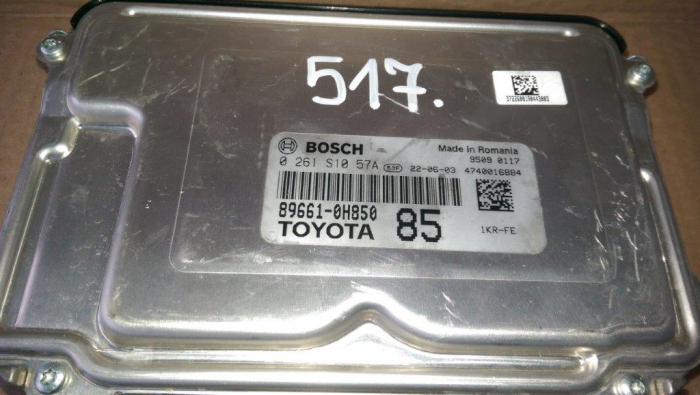 517.
BOSCH
Made in Romania
0 261 S10 57A 22-06-03 4740016884
9509 0117
89661-0H850
TOYOTA 85 1KR-FE